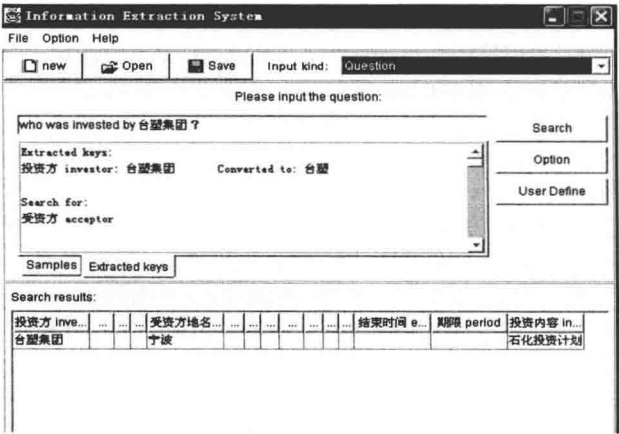 Information Extraction System
File Option Help
new Open Save Input kind: Question
Please input the question:
who was invested by 台塑集团 ?
Search
Extracted keys:
投资方 investor: 台塑集团 Converted to: 台塑
Option
Search for:
受资方 acceptor
User Define
Samples Extracted keys
Search results:
投资方 inve... ... ... ... 受资方地名... ... ... ... ... ... ... ... 结束时间 e... 期限 period 投资内容 in...
台塑集团 宁波 石化投资计划